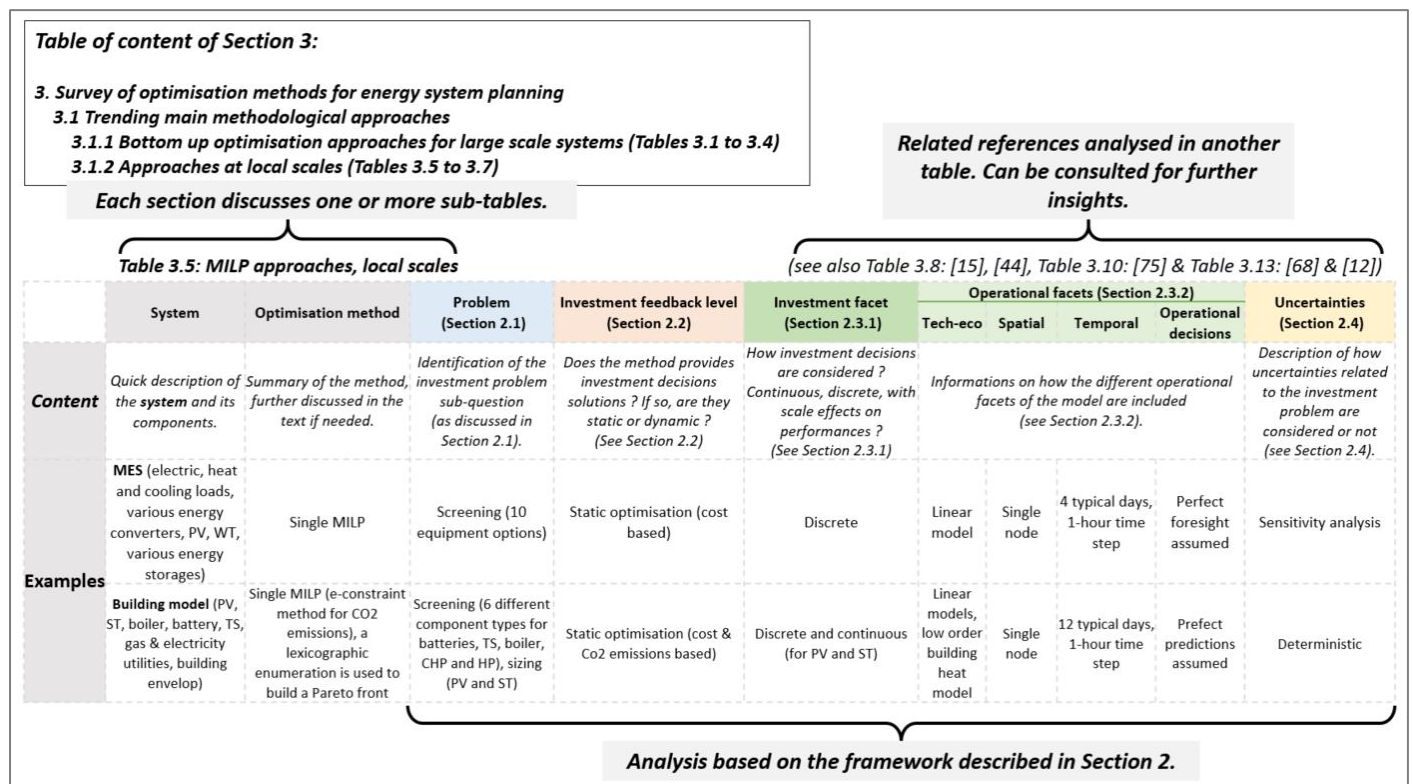 Table of content of Section 3:
3. Survey of optimisation methods for energy system planning
3.1 Trending main methodological approaches
3.1.1 Bottom up optimisation approaches for large scale systems (Tables 3.1 to 3.4)
3.1.2 Approaches at local scales (Tables 3.5 to 3.7)
Each section discusses one or more sub-tables.
Related references analysed in another
table. Can be consulted for further
insights.
Table 3.5: MILP approaches, local scales
(see also Table 3.8: [15], [44], Table 3.10: [75] & Table 3.13: [68] & [12])
System
Optimisation method
Problem
(Section 2.1)
Investment feedback level
(Section 2.2)
Investment facet
(Section 2.3.1)
Operational facets (Section 2.3.2)
Tech-eco
Spatial
Temporal
Operational
decisions
Uncertainties
(Section 2.4)
Content
Quick description of
the system and its
components.
Summary of the method,
further discussed in the
text if needed.
Identification of the
investment problem
sub-question
(as discussed in
Section 2.1).
Does the method provides
investment decisions
solutions ? If so, are they
static or dynamic ?
(See Section 2.2)
How investment decisions
are considered ?
Continuous, discrete, with
scale effects on
performances ?
(See Section 2.3.1)
Informations on how the different operational
facets of the model are included
(see Section 2.3.2).
Description of how
uncertainties related
to the investment
problem are
considered or not
(see Section 2.4).
Examples
MES (electric, heat
and cooling loads,
various energy
converters, PV, WT,
various energy
storages)
Single MILP
Screening (10
equipment options)
Static optimisation (cost
based)
Discrete
Linear
model
Single
node
4 typical days,
1-hour time
step
Perfect
foresight
assumed
Sensitivity analysis
Building model (PV,
ST, boiler, battery, TS,
gas & electricity
utilities, building
envelop)
Single MILP (e-constraint
method for CO2
emissions), a
lexicographic
enumeration is used to
build a Pareto front
Screening (6 different
component types for
batteries, TS, boiler,
CHP and HP), sizing
(PV and ST)
Static optimisation (cost &
Co2 emissions based)
Discrete and continuous
(for PV and ST)
Linear
models,
low order
building
heat
model
Single
node
12 typical days,
1-hour time
step
Prefect
predictions
assumed
Deterministic
Analysis based on the framework described in Section 2.